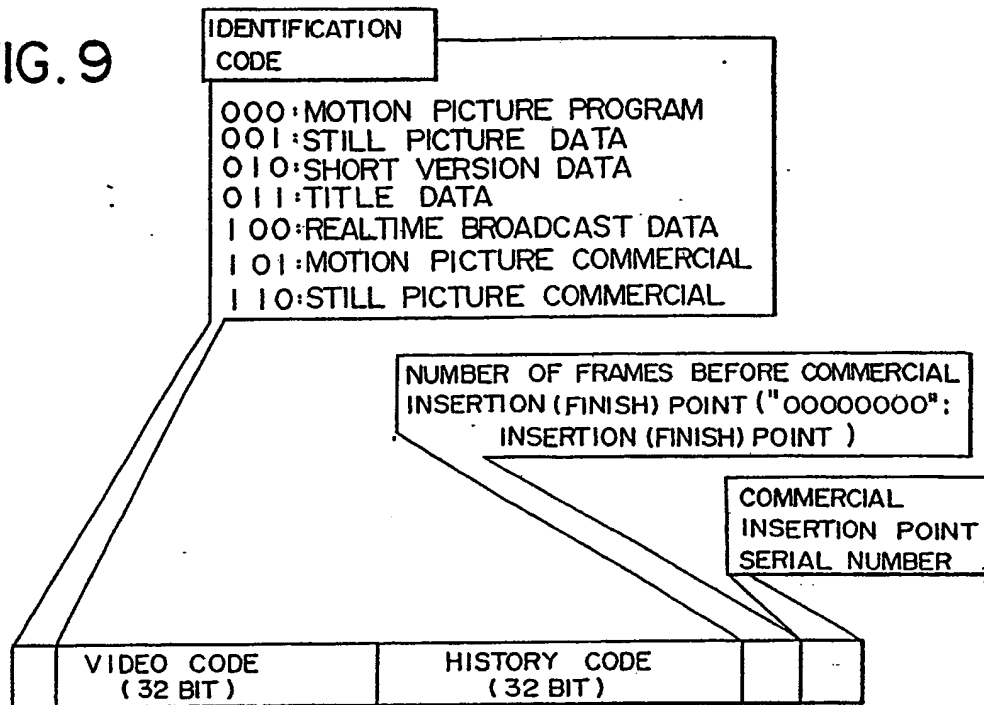 IG. 9
IDENTIFICATION
CODE
000:MOTION PICTURE PROGRAM
001:STILL PICTURE DATA
010:SHORT VERSION DATA
011:TITLE DATA
100:REALTIME BROADCAST DATA
101:MOTION PICTURE COMMERCIAL
110:STILL PICTURE COMMERCIAL
NUMBER OF FRAMES BEFORE COMMERCIAL
INSERTION (FINISH) POINT ("00000000":
INSERTION (FINISH) POINT )
COMMERCIAL
INSERTION POINT
SERIAL NUMBER
VIDEO CODE
(32 BIT)
HISTORY CODE
(32 BIT)